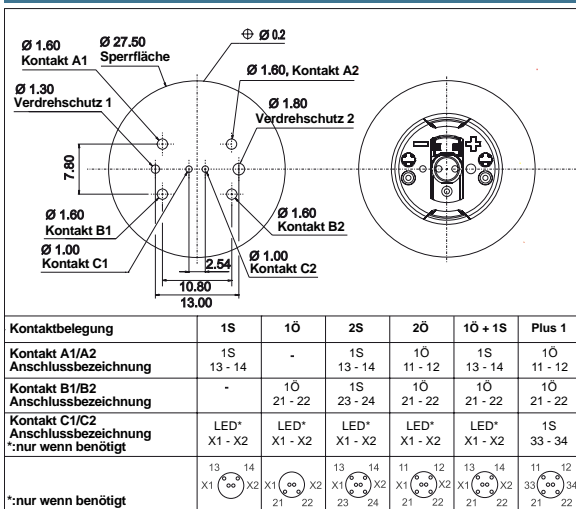 ⌖ Ø 0.2
Ø 1.60
Kontakt A1
Ø 27.50
Sperrfläche
Ø 1.60, Kontakt A2
Ø 1.30
Verdrehschutz 1
Ø 1.80
Verdrehschutz 2
7.80
Ø 1.60
Kontakt B1
Ø 1.60
Kontakt B2
Ø 1.00
Kontakt C1
Ø 1.00
Kontakt C2
2.54
10.80
13.00
Kontaktbelegung 1S 1Ö 2S 2Ö 1Ö + 1S Plus 1
Kontakt A1/A2 1S - 1S 1Ö 1S 1Ö
Anschlussbezeichnung 13 - 14 13 - 14 11 - 12 13 - 14 11 - 12
Kontakt B1/B2 - 1Ö 1S 1Ö 1Ö 1Ö
Anschlussbezeichnung 21 - 22 23 - 24 21 - 22 21 - 22 21 - 22
Kontakt C1/C2 LED* LED* LED* LED* LED* 1S
Anschlussbezeichnung X1 - X2 X1 - X2 X1 - X2 X1 - X2 X1 - X2 33 - 34
*:nur wenn benötigt
13 14 13 14 11 12 13 14 11 12
X1 X2 X1 X2 X1 X2 X1 X2 X1 X2 33 34
*:nur wenn benötigt 21 22 23 24 21 22 21 22 21 22